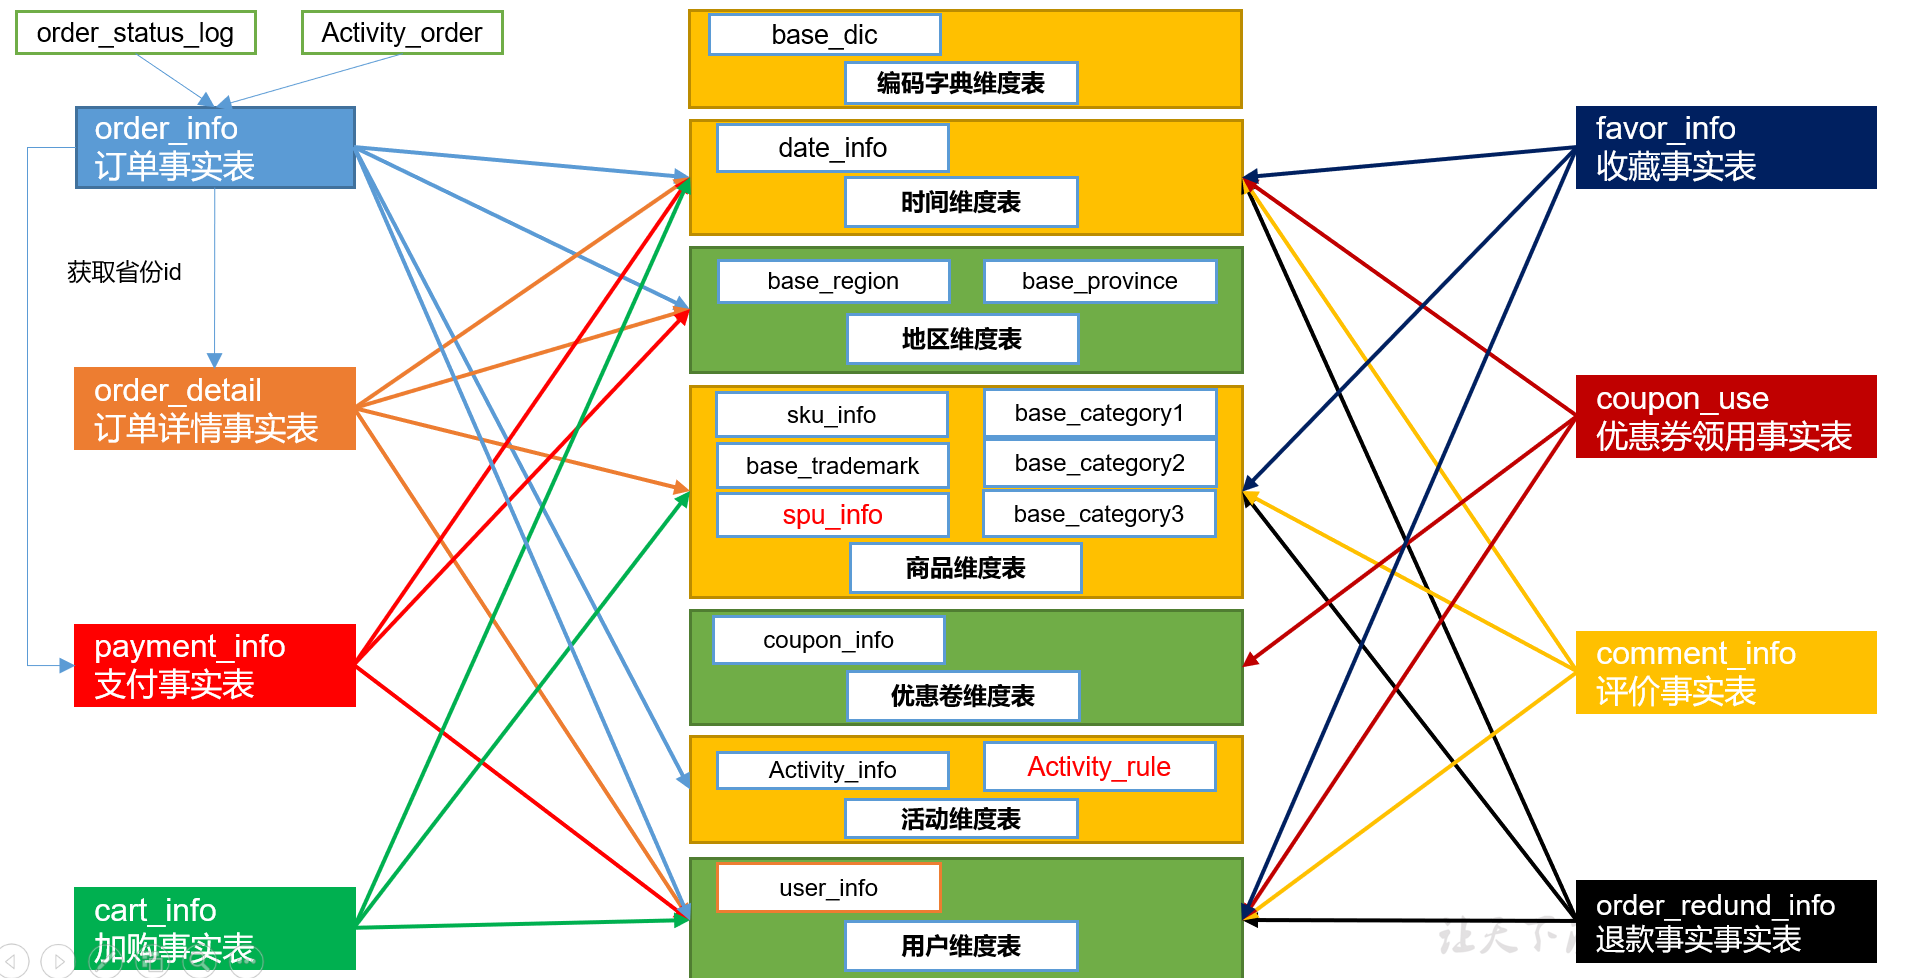 order_status_log
Activity_order
order_info
订单事实表
获取省份id
order_detail
订单详情事实表
payment_info
支付事实表
cart_info
加购事实表
base_dic
编码字典维度表
date_info
时间维度表
base_region
base_province
地区维度表
sku_info
base_category1
base_trademark
base_category2
spu_info
base_category3
商品维度表
coupon_info
优惠卷维度表
Activity_info
Activity_rule
活动维度表
user_info
用户维度表
favor_info
收藏事实表
coupon_use
优惠券领用事实表
comment_info
评价事实表
order_redund_info
退款事实事实表
让天下